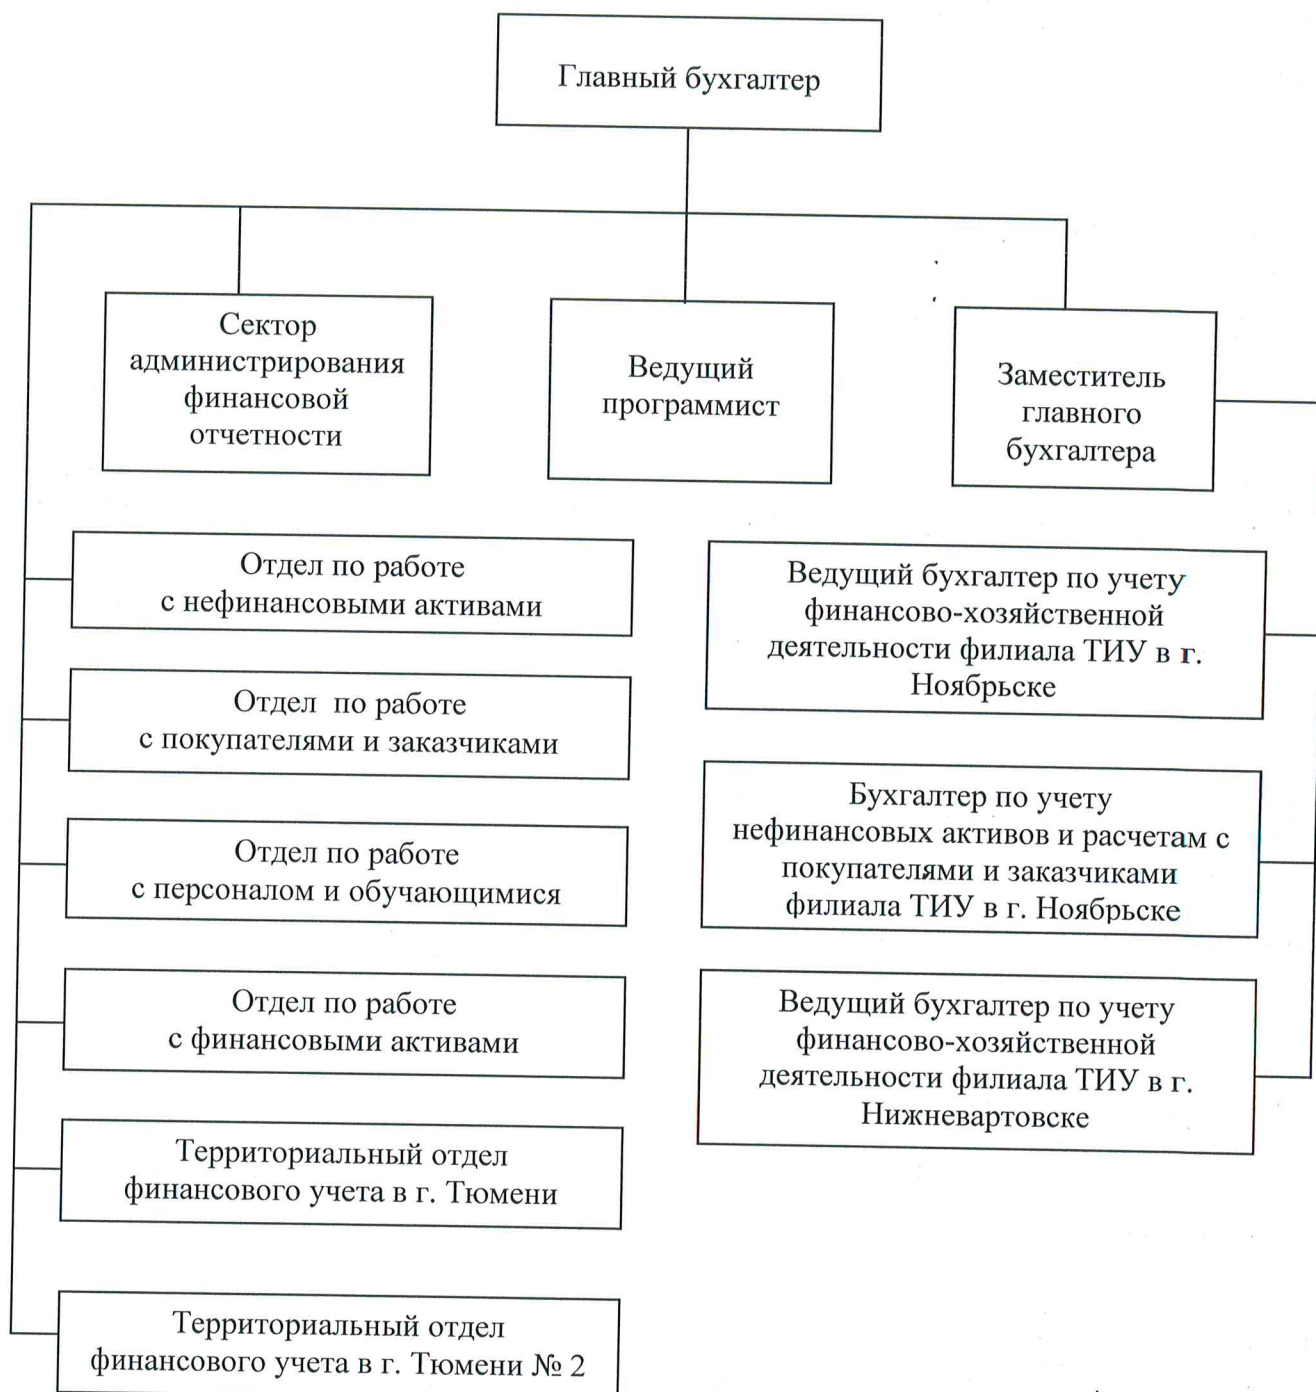 Главный бухгалтер
Сектор
администрирования
финансовой
отчетности
Ведущий
программист
Заместитель
главного
бухгалтера
Отдел по работе
с нефинансовыми активами
Отдел по работе
с покупателями и заказчиками
Отдел по работе
с персоналом и обучающимися
Отдел по работе
с финансовыми активами
Территориальный отдел
финансового учета в г. Тюмени
Территориальный отдел
финансового учета в г. Тюмени № 2
Ведущий бухгалтер по учету
финансово-хозяйственной
деятельности филиала ТИУ в г.
Ноябрьске
Бухгалтер по учету
нефинансовых активов и расчетам с
покупателями и заказчиками
филиала ТИУ в г. Ноябрьске
Ведущий бухгалтер по учету
финансово-хозяйственной
деятельности филиала ТИУ в г.
Нижневартовске